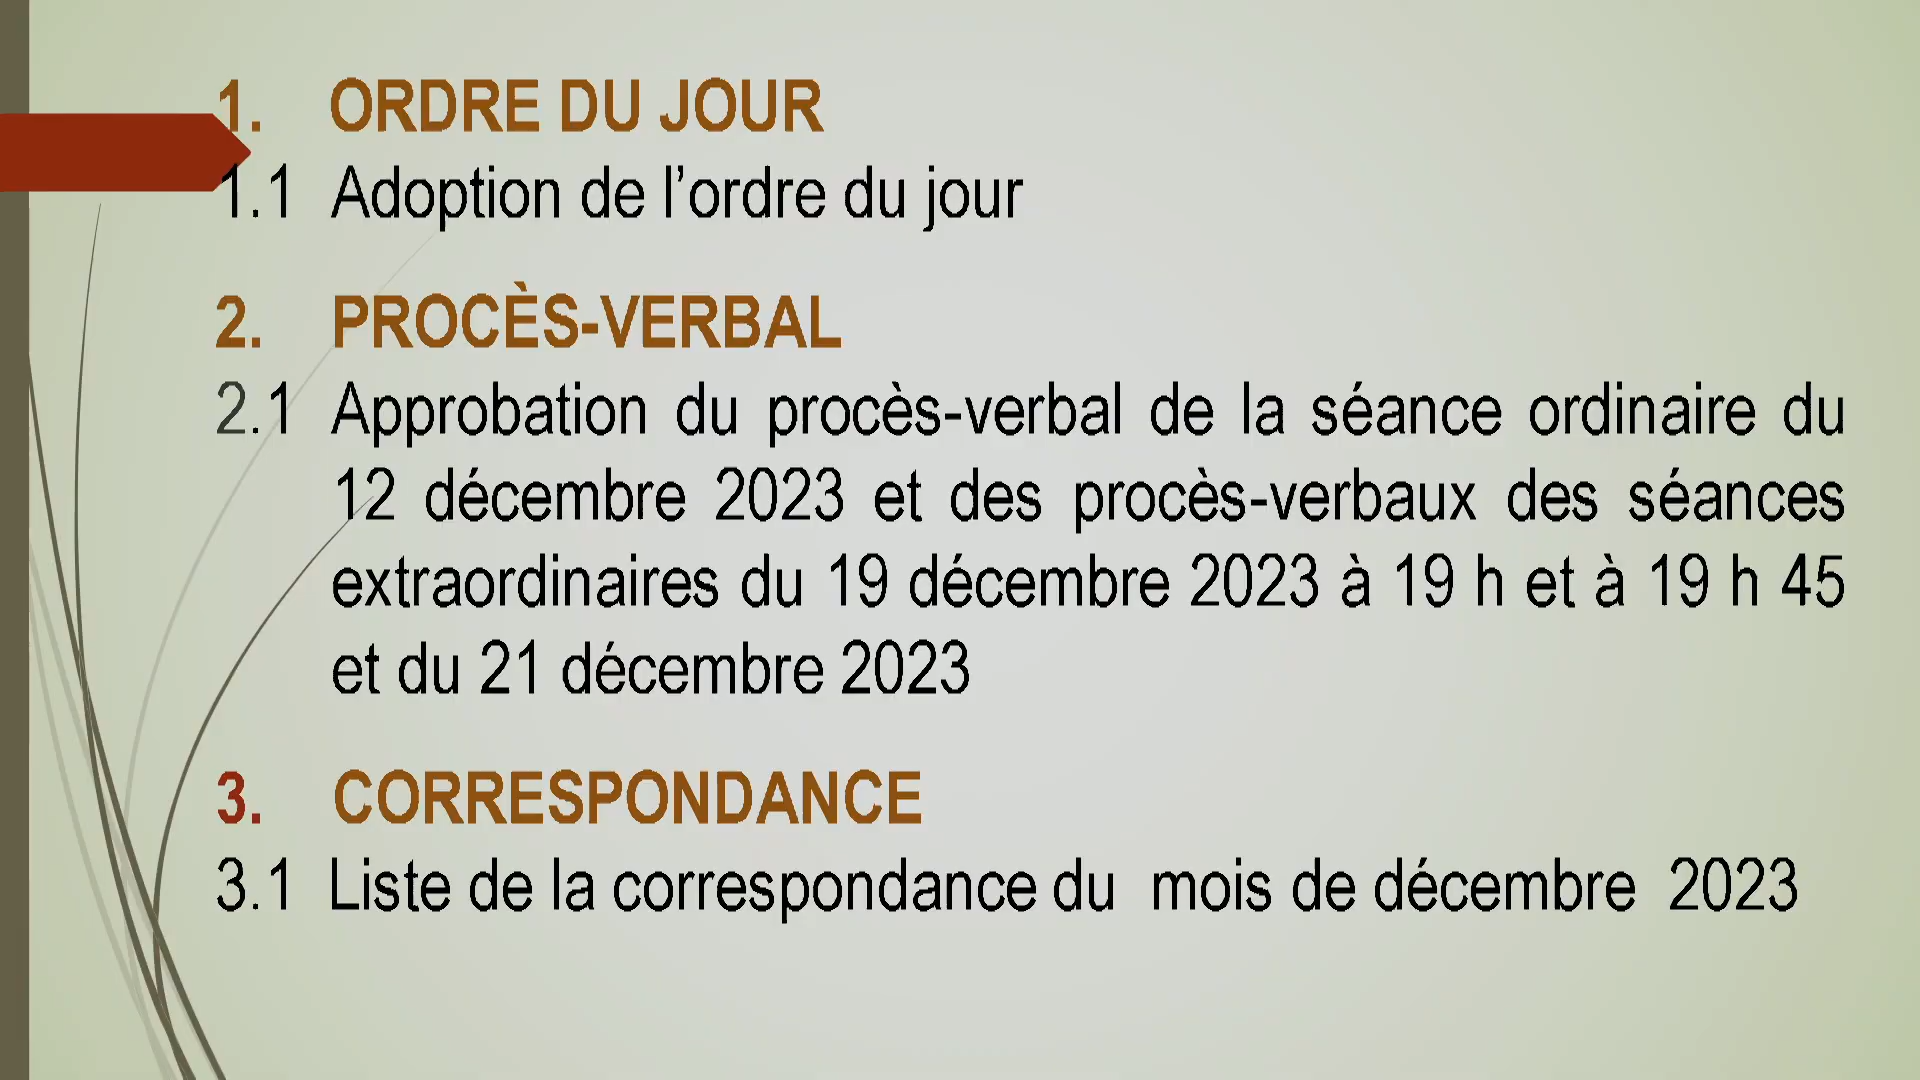 1. ORDRE DU JOUR
1.1 Adoption de l’ordre du jour
2. PROCÈS-VERBAL
2.1 Approbation du procès-verbal de la séance ordinaire du
12 décembre 2023 et des procès-verbaux des séances
extraordinaires du 19 décembre 2023 à 19 h et à 19 h 45
et du 21 décembre 2023
3. CORRESPONDANCE
3.1 Liste de la correspondance du mois de décembre 2023